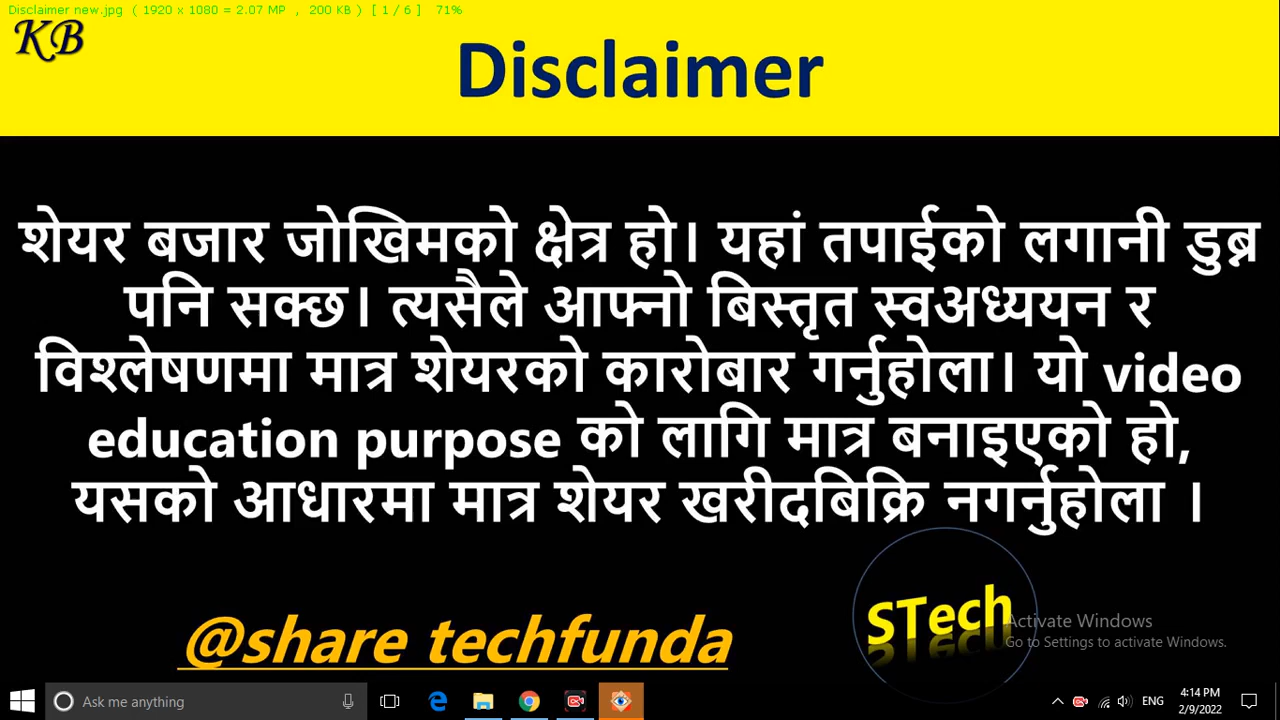 Disclaimer new.jpg ( 1920 x 1080 = 2.07 MP , 200 KB ) [ 1 / 6 ] 71%
KB
Disclaimer
शेयर बजार जोखिमको क्षेत्र हो। यहां तपाईको लगानी डुब्न
पनि सक्छ। त्यसैले आफ्नो बिस्तृत स्वअध्ययन र
विश्लेषणमा मात्र शेयरको कारोबार गर्नुहोला। यो video
education purpose को लागि मात्र बनाइएको हो,
यसको आधारमा मात्र शेयर खरीदबिक्रि नगर्नुहोला ।
@share techfunda
STech
Activate Windows
Go to Settings to activate Windows.
Ask me anything
ENG
4:14 PM
2/9/2022